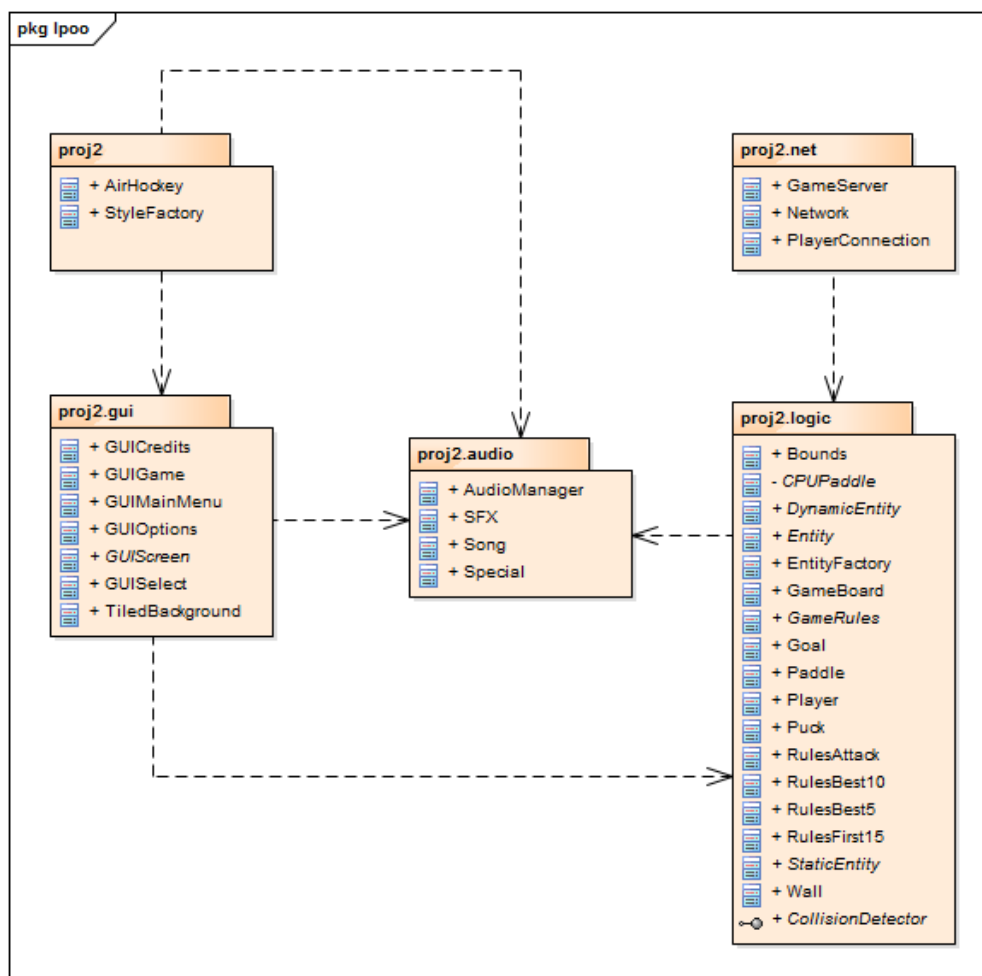 pkg lpoo
proj2
+ AirHockey
+ StyleFactory
proj2.net
+ GameServer
+ Network
+ PlayerConnection
proj2.gui
+ GUICredits
+ GUIGame
+ GUIMainMenu
+ GUIOptions
+ GUIScreen
+ GUISelect
+ TiledBackground
proj2.audio
+ AudioManager
+ SFX
+ Song
+ Special
proj2.logic
+ Bounds
- CPUPaddle
+ DynamicEntity
+ Entity
+ EntityFactory
+ GameBoard
+ GameRules
+ Goal
+ Paddle
+ Player
+ Puck
+ RulesAttack
+ RulesBest10
+ RulesBest5
+ RulesFirst15
+ StaticEntity
+ Wall
+ CollisionDetector